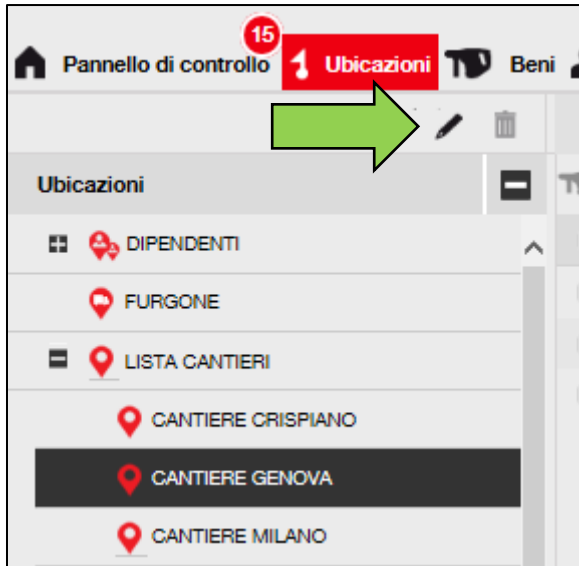 15
Pannello di controllo Ubicazioni Beni
Ubicazioni
DIPENDENTI
FURGONE
LISTA CANTIERI
CANTIERE CRISPIANO
CANTIERE GENOVA
CANTIERE MILANO